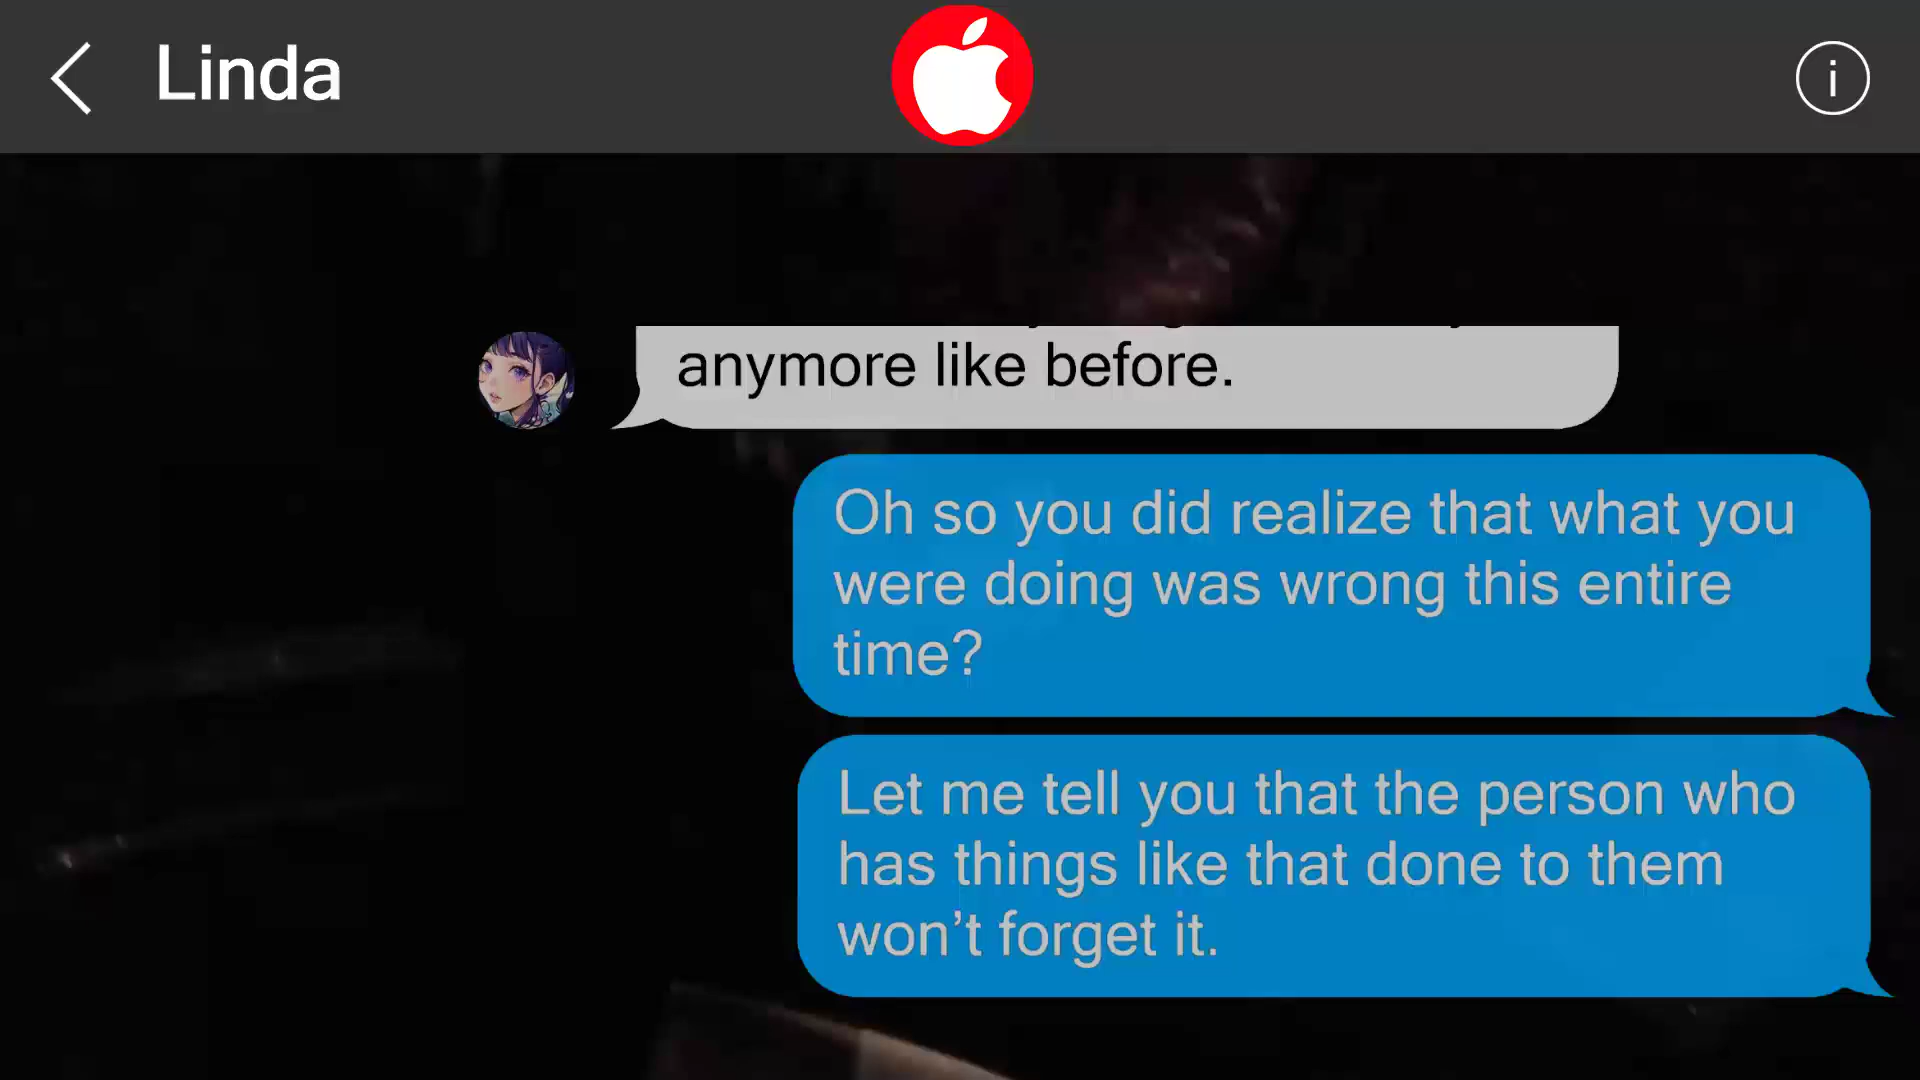 Linda
anymore like before.
Oh so you did realize that what you
were doing was wrong this entire
time?
Let me tell you that the person who
has things like that done to them
won’t forget it.